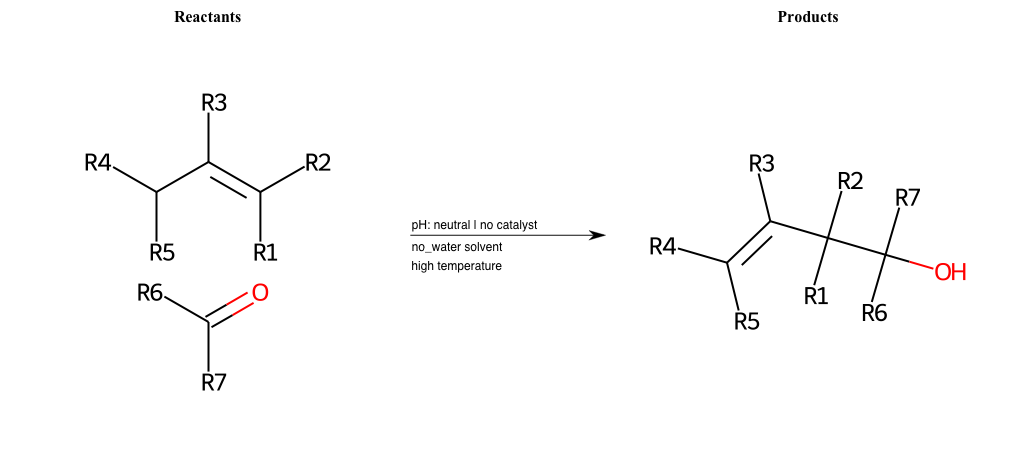 Reactants
Products
R3
R4
R2
R5
R1
R6
O
R7
pH: neutral | no catalyst
no_water solvent
high temperature
R3
R2
R7
R4
OH
R1
R6
R5